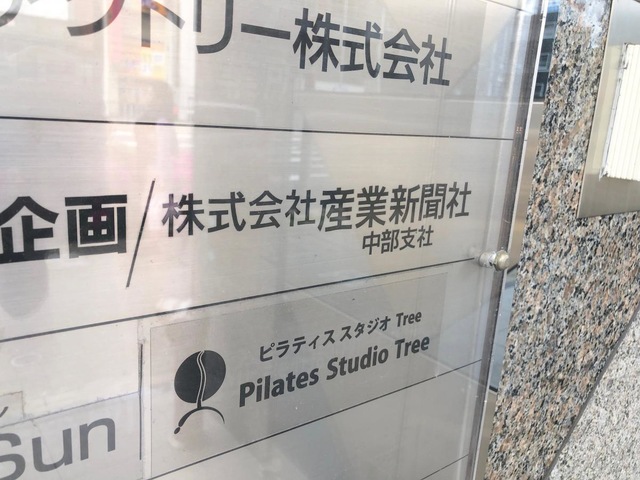 クトリー株式会社
企画/株式会社産業新聞社
中部支社
ピラティス スタジオ Tree
Pilates Studio Tree
Sun